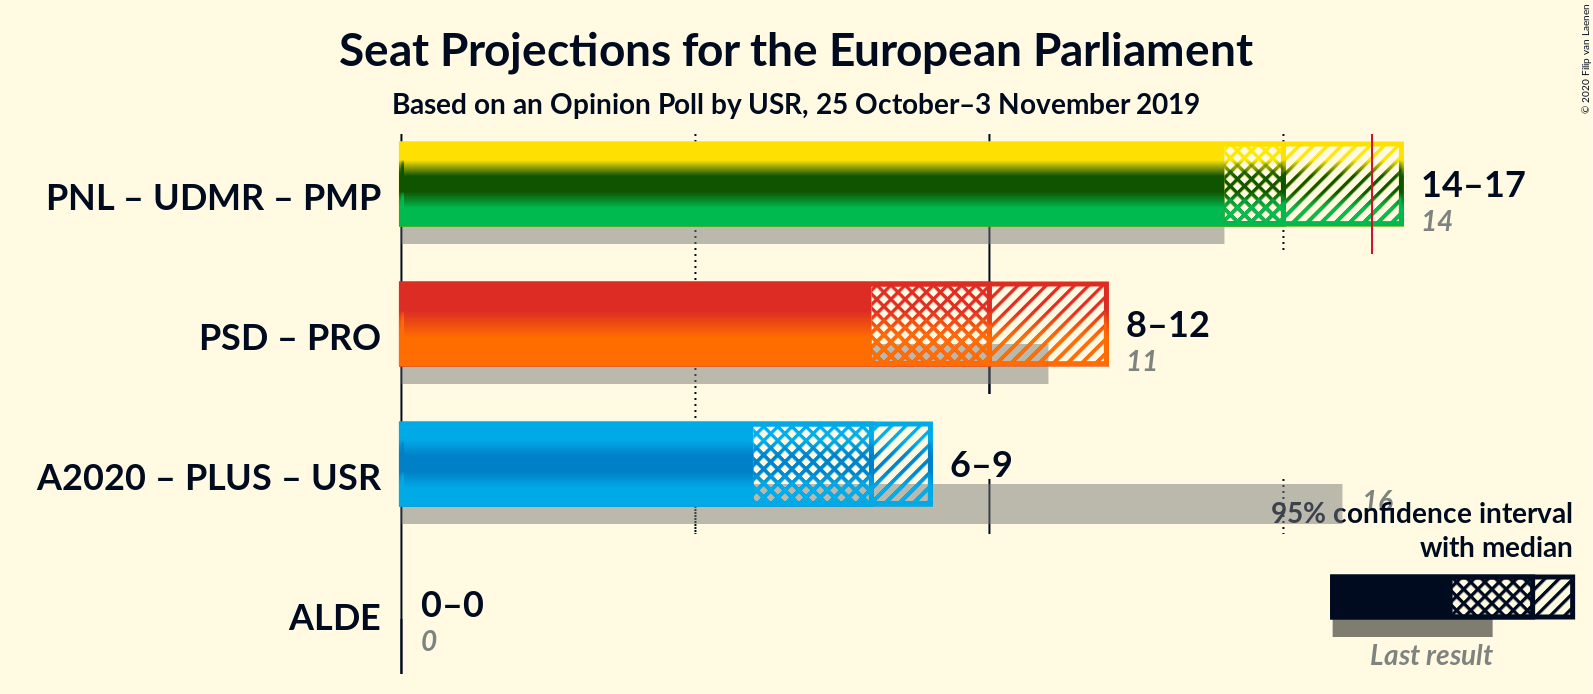 Seat Projections for the European Parliament
Based on an Opinion Poll by USR, 25 October–3 November 2019
© 2020 Filip van Laenen
PNL – UDMR – PMP
14–17
14
PSD – PRO
8–12
11
A2020 – PLUS – USR
6–9
16
95% confidence interval
with median
ALDE
0–0
0
Last result